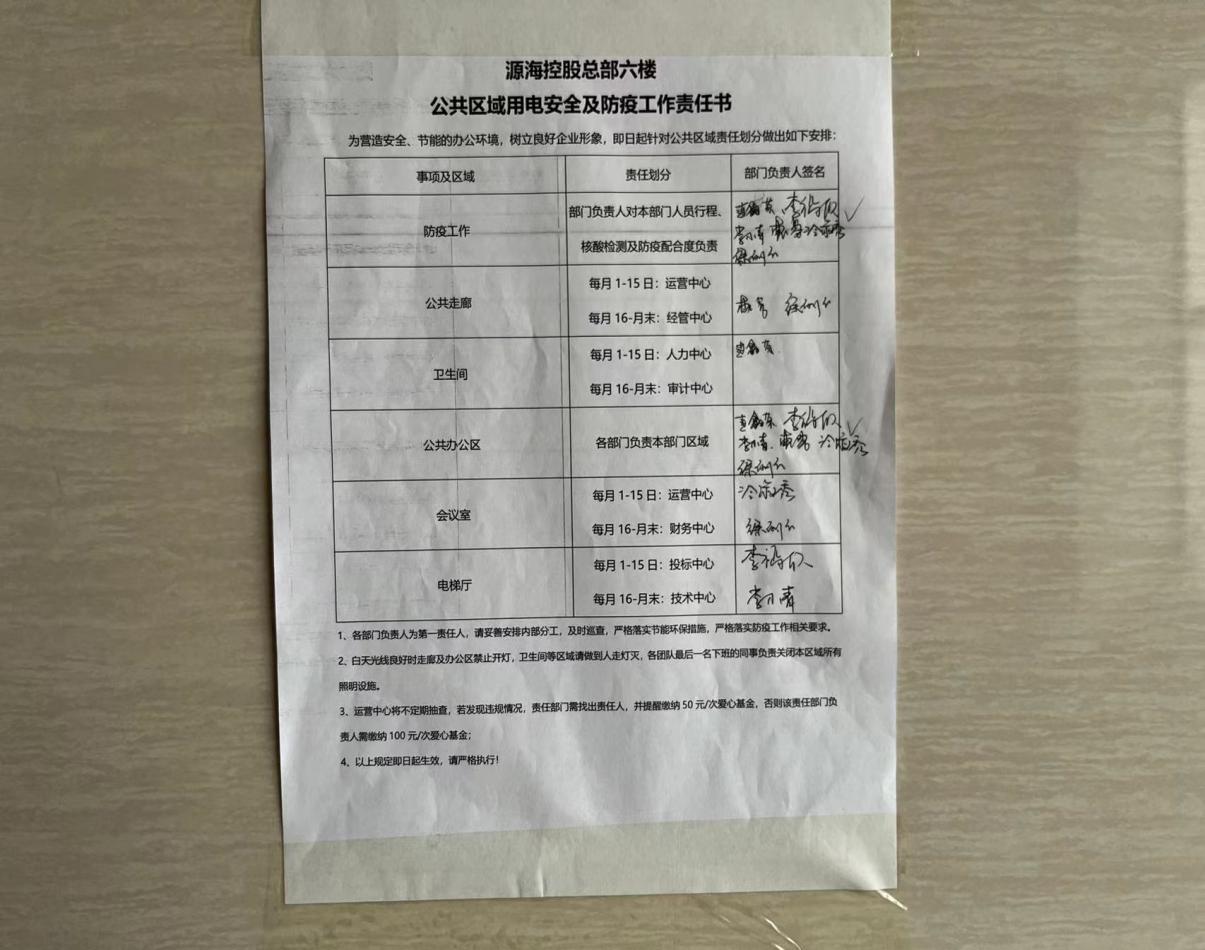 源海控股总部六楼
公共区域用电安全及防疫工作责任书
为营造安全、节能的办公环境，树立良好企业形象，即日起针对公共区域责任划分做出如下安排：
事项及区域 责任划分 部门负责人签名
防疫工作 部门负责人对本部门人员行程、
核酸检测及防疫配合度负责
公共走廊 每月 1-15 日：运营中心
每月 16-月末：经管中心
卫生间 每月 1-15 日：人力中心
每月 16-月末：审计中心
公共办公区 各部门负责本部门区域
会议室 每月 1-15 日：运营中心
每月 16-月末：财务中心
电梯厅 每月 1-15 日：投标中心
每月 16-月末：技术中心
1、各部门负责人为第一责任人，请妥善安排内部分工，及时巡查，严格落实节能环保措施，严格落实防疫工作相关要求。
2、白天光线良好时走廊及办公区禁止开灯，卫生间等区域请做到人走灯灭，各团队最后一名下班的同事负责关闭本区域所有
照明设施。
3、运营中心将不定期抽查，若发现违规情况，责任部门需找出责任人，并提醒缴纳 50 元/次爱心基金，否则该责任部门负
责人需缴纳 100 元/次爱心基金；
4、以上规定即日起生效，请严格执行！